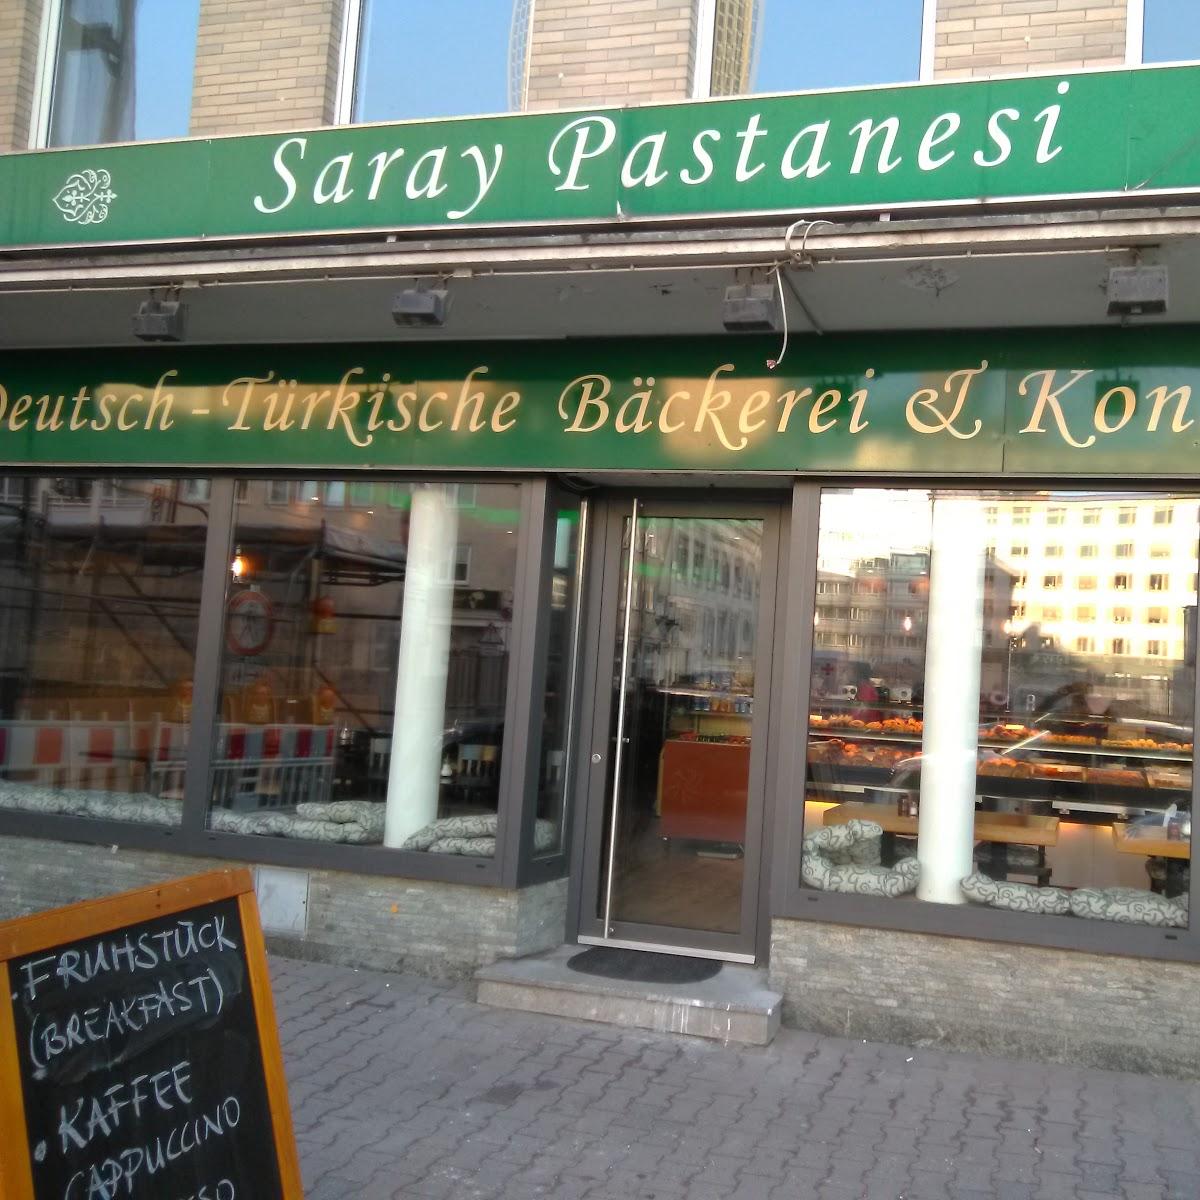 Saray Pastanesi
Deutsch-Türkische Bäckerei & Kon
FRUHSTÜCK
(BREAKFAST)
• KAFFEE
CAPPUCCINO